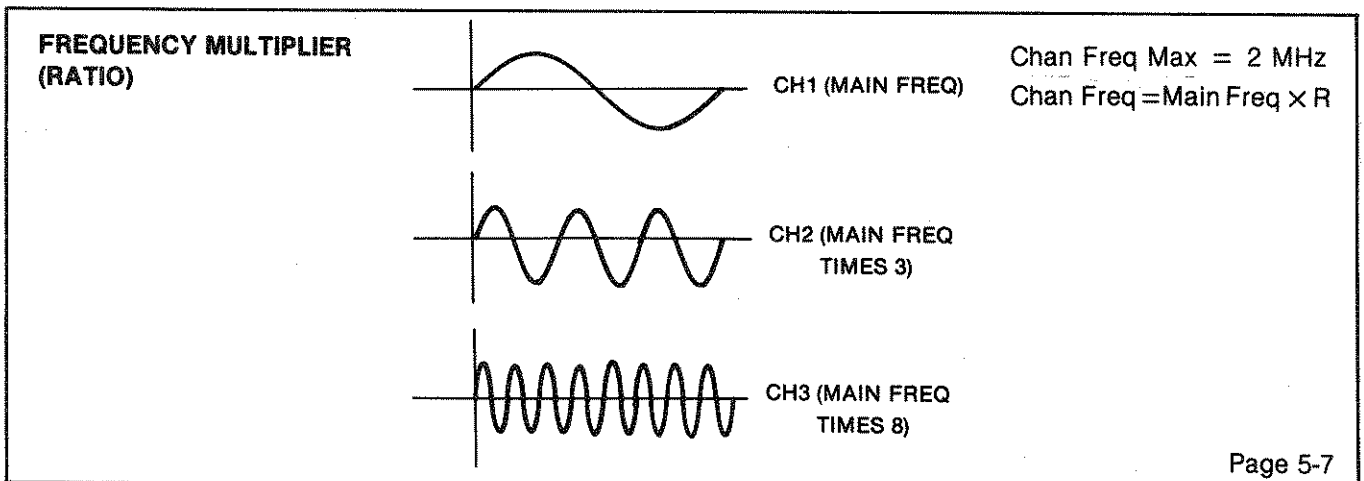 FREQUENCY MULTIPLIER
(RATIO)
CH1 (MAIN FREQ)
Chan Freq Max = 2 MHz
Chan Freq = Main Freq × R
CH2 (MAIN FREQ
TIMES 3)
CH3 (MAIN FREQ
TIMES 8)
Page 5-7